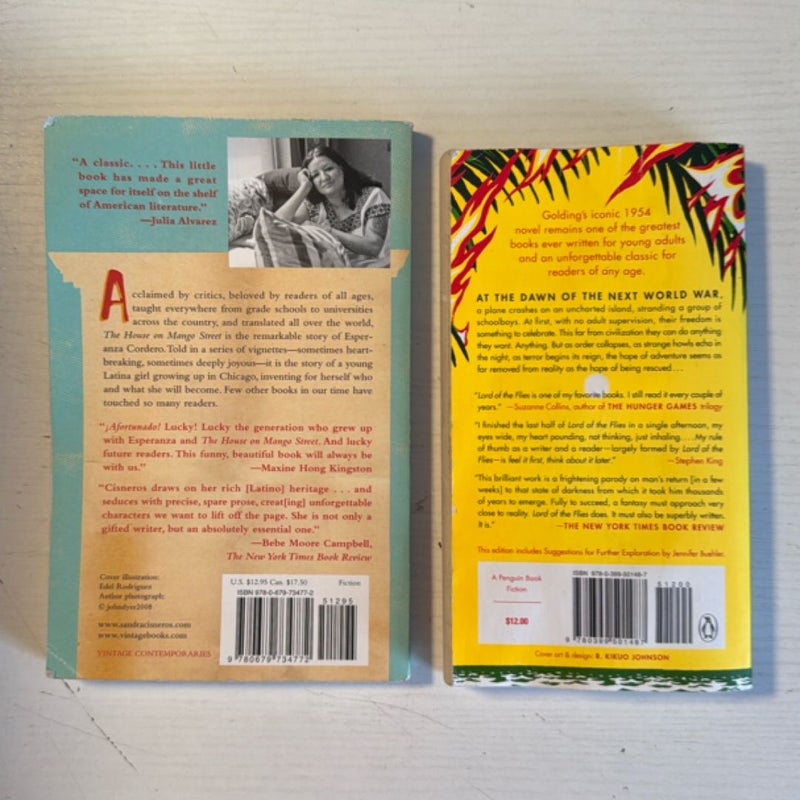 "A classic. . . . This little
book has made a great
space for itself on the shelf
of American literature."
—Julia Alvarez
Acclaimed by critics, beloved by readers of all ages,
taught everywhere from grade schools to universities
across the country, and translated all over the world,
The House on Mango Street is the remarkable story of Esper-
anza Cordero. Told in a series of vignettes—sometimes heart-
breaking, sometimes deeply joyous—it is the story of a young
Latina girl growing up in Chicago, inventing for herself who
and what she will become. Few other books in our time have
touched so many readers.
"¡Afortunado! Lucky! Lucky the generation who grew up
with Esperanza and The House on Mango Street. And lucky
future readers. This funny, beautiful book will always be
with us." —Maxine Hong Kingston
"Cisneros draws on her rich [Latino] heritage . . . and
seduces with precise, spare prose, creat[ing] unforgettable
characters we want to lift off the page. She is not only a
gifted writer, but an absolutely essential one."
—Bebe Moore Campbell,
The New York Times Book Review
Cover illustration:
Edel Rodriguez
Author photograph:
© johndyer2008
www.sandracisneros.com
www.vintagebooks.com
VINTAGE CONTEMPORARIES
U.S. $12.95 Can. $17.50 Fiction
ISBN 978-0-679-73477-2
51295
9 780679 734772
Golding's iconic 1954
novel remains one of the greatest
books ever written for young adults
and an unforgettable classic for
readers of any age.
AT THE DAWN OF THE NEXT WORLD WAR,
a plane crashes on an uncharted island, stranding a group of
schoolboys. At first, with no adult supervision, their freedom is
something to celebrate. This far from civilization they can do anything
they want. Anything. But as order collapses, as strange howls echo in
the night, as terror begins its reign, the hope of adventure seems as
far removed from reality as the hope of being rescued . . .
"Lord of the Flies is one of my favorite books. I still read it every couple of
years." —Suzanne Collins, author of THE HUNGER GAMES trilogy
"I finished the last half of Lord of the Flies in a single afternoon, my
eyes wide, my heart pounding, not thinking, just inhaling. . . . My rule
of thumb as a writer and a reader—largely formed by Lord of the
Flies—is feel it first, think about it later." —Stephen King
"This brilliant work is a frightening parody on man's return [in a few
weeks] to that state of darkness from which it took him thousands
of years to emerge. Fully to succeed, a fantasy must approach very
close to reality. Lord of the Flies does. It must also be superbly written.
It is." —THE NEW YORK TIMES BOOK REVIEW
This edition includes Suggestions for Further Exploration by Jennifer Buehler.
A Penguin Book
Fiction
$12.00
ISBN 978-0-399-50148-7
51200
9 780399 501487
Cover art & design: R. KIKUO JOHNSON